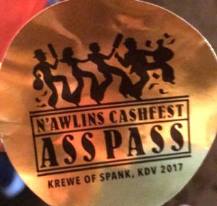 N'AWLINS CASHFEST
ASS PASS
KREWE OF SPANK, KDV 2017